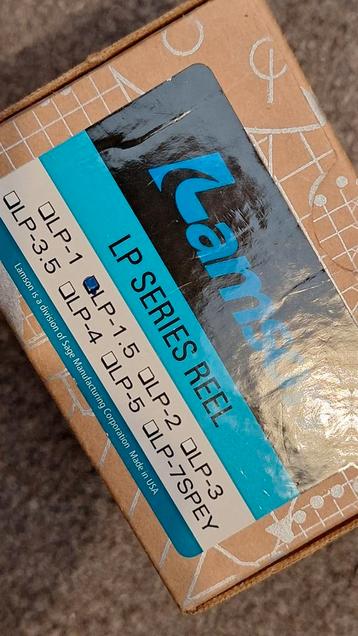 Lamson
LP SERIES REEL
LP-1 LP-1.5 LP-2 LP-3
LP-3.5 LP-4 LP-5 LP-7SPEY
Lamson is a division of Sage Manufacturing Corporation Made in USA